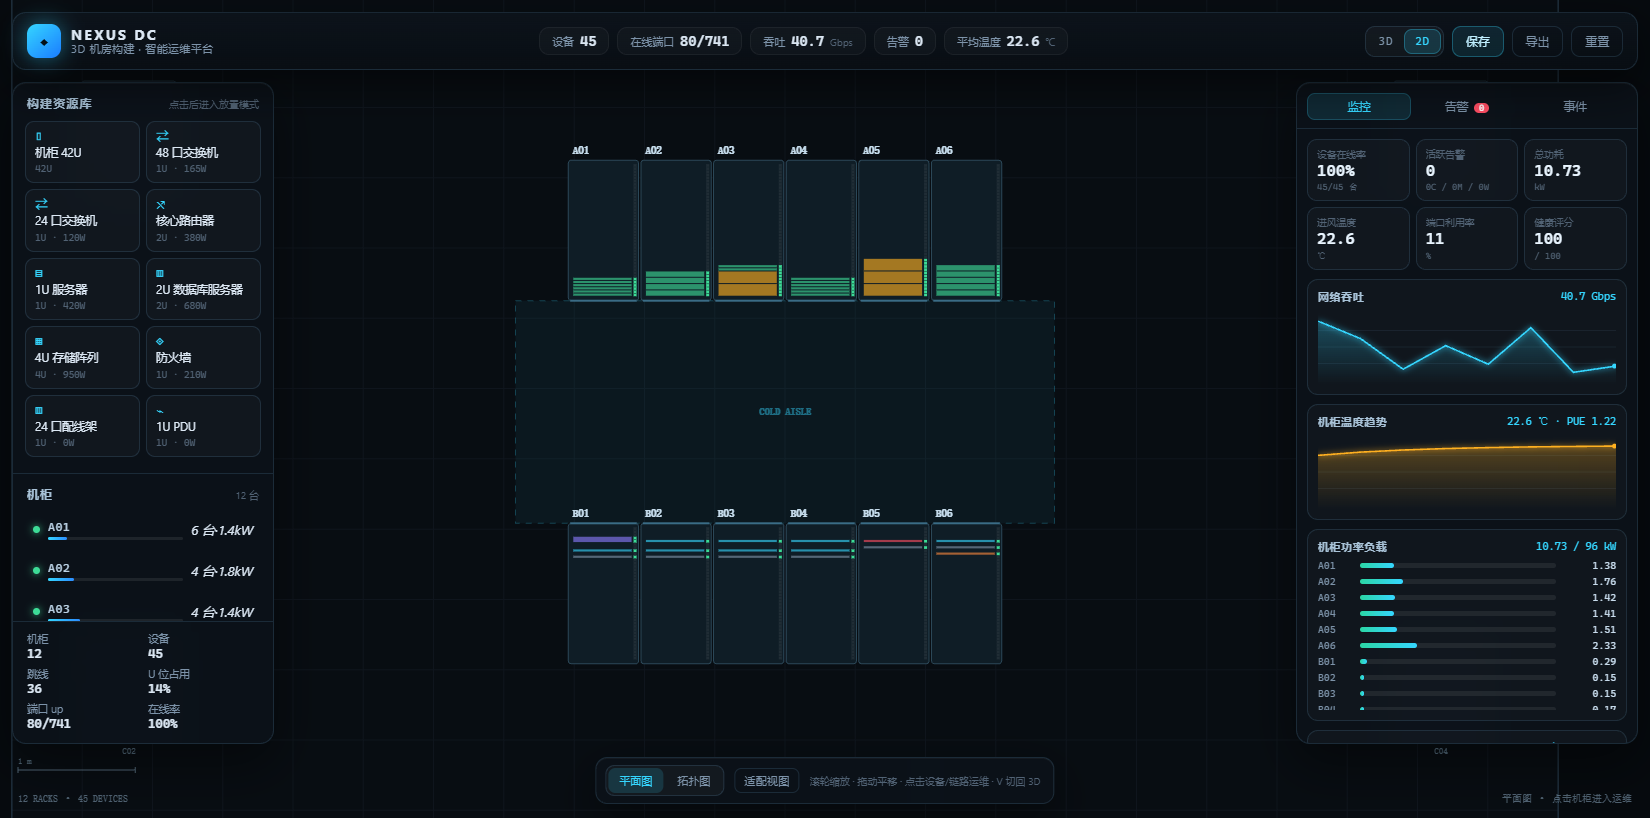 NEXUS DC
3D 机房构建 · 智能运维平台
设备 45
在线端口 80/741
吞吐 40.7 Gbps
告警 0
平均温度 22.6 ℃
3D
2D
保存
导出
重置
构建资源库
点击后进入放置模式
机柜 42U
42U
48 口交换机
1U · 165W
24 口交换机
1U · 120W
核心路由器
2U · 380W
1U 服务器
1U · 420W
2U 数据库服务器
2U · 680W
4U 存储阵列
4U · 950W
防火墙
1U · 210W
24 口配线架
1U · 0W
1U PDU
1U · 0W
机柜
12 台
A01
6 台·1.4kW
A02
4 台·1.8kW
A03
4 台·1.4kW
机柜
12
设备
45
跳线
36
U 位占用
14%
端口 up
80/741
在线率
100%
C02
1 m
12 RACKS · 45 DEVICES
A01
A02
A03
A04
A05
A06
COLD AISLE
B01
B02
B03
B04
B05
B06
平面图
拓扑图
适配视图
滚轮缩放 · 拖动平移 · 点击设备/链路运维 · V 切回 3D
监控
告警 0
事件
设备在线率
100%
45/45 台
活跃告警
0
0C / 0M / 0W
总功耗
10.73
kW
进风温度
22.6
℃
端口利用率
11
%
健康评分
100
/ 100
网络吞吐
40.7 Gbps
机柜温度趋势
22.6 ℃ · PUE 1.22
机柜功率负载
10.73 / 96 kW
A01 1.38
A02 1.76
A03 1.42
A04 1.41
A05 1.51
A06 2.33
B01 0.29
B02 0.15
B03 0.15
B04 0.17
C04
平面图 · 点击机柜进入运维